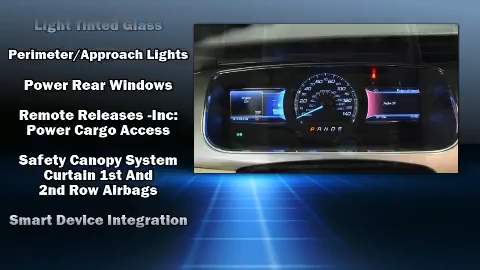 Light Tinted Glass
Perimeter/Approach Lights
Power Rear Windows
Remote Releases -Inc:
Power Cargo Access
Safety Canopy System
Curtain 1st And
2nd Row Airbags
Smart Device Integration